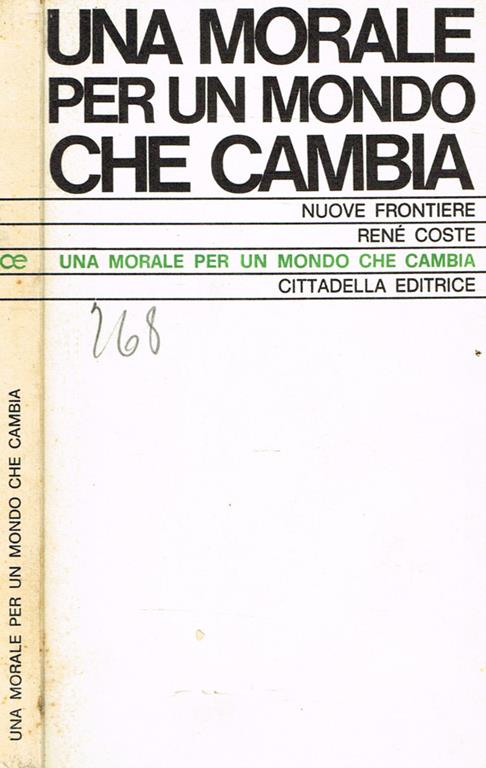 UNA MORALE
PER UN MONDO
CHE CAMBIA
NUOVE FRONTIERE
RENÉ COSTE
UNA MORALE PER UN MONDO CHE CAMBIA
CITTADELLA EDITRICE
268
UNA MORALE PER UN MONDO CHE CAMBIA